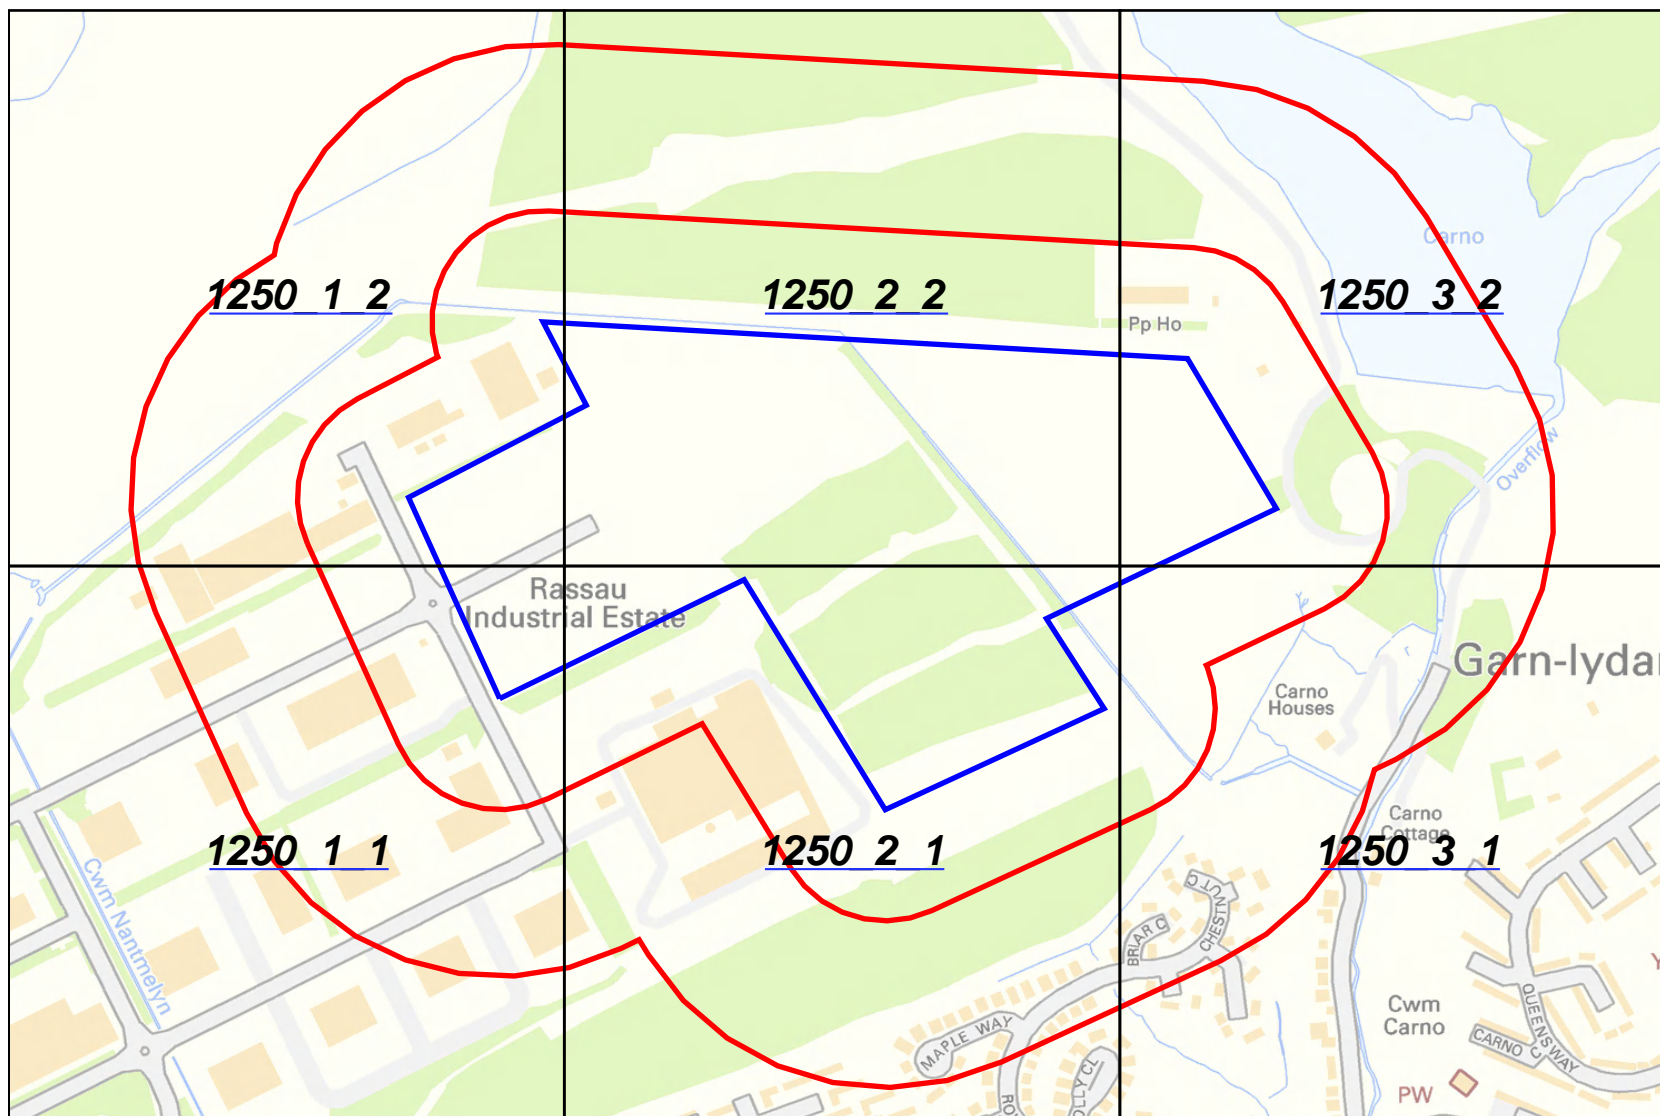 Carno
1250_1_2
1250_2_2
1250_3_2
Pp Ho
Overflow
Rassau
Industrial Estate
Garn-lydan
Carno
Houses
Carno
Cottage
1250_1_1
1250_2_1
1250_3_1
Cwm Nantmelyn
CHESTNUT C
BRIAR C
MAPLE WAY
Cwm
Carno
QUEENSWAY
CARNO C
PW